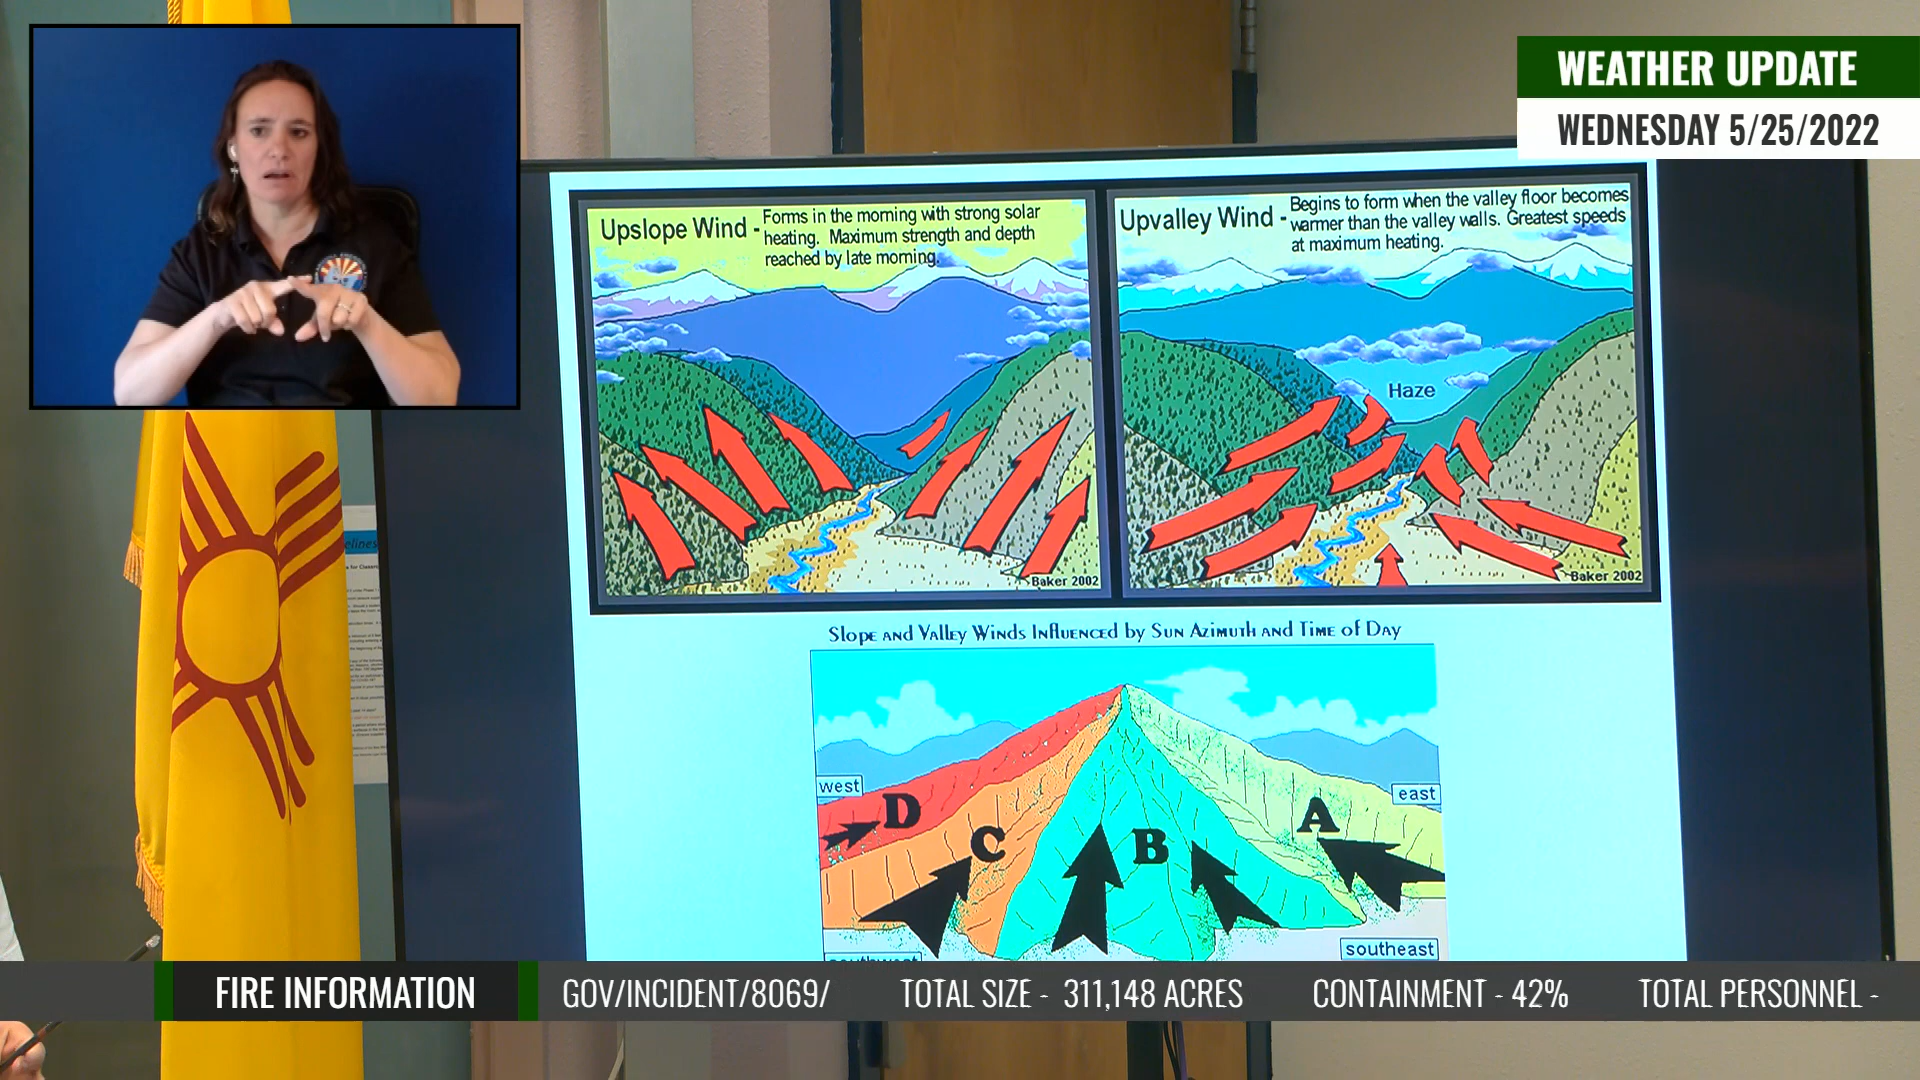 WEATHER UPDATE
WEDNESDAY 5/25/2022
Upslope Wind -
Forms in the morning with strong solar
heating. Maximum strength and depth
reached by late morning.
Baker 2002
Upvalley Wind -
Begins to form when the valley floor becomes
warmer than the valley walls. Greatest speeds
at maximum heating.
Haze
Baker 2002
Slope and Valley Winds Influenced by Sun Azimuth and Time of Day
west
east
D
C
B
A
southwest
southeast
elines
FIRE INFORMATION
GOV/INCIDENT/8069/
TOTAL SIZE - 311,148 ACRES
CONTAINMENT - 42%
TOTAL PERSONNEL -